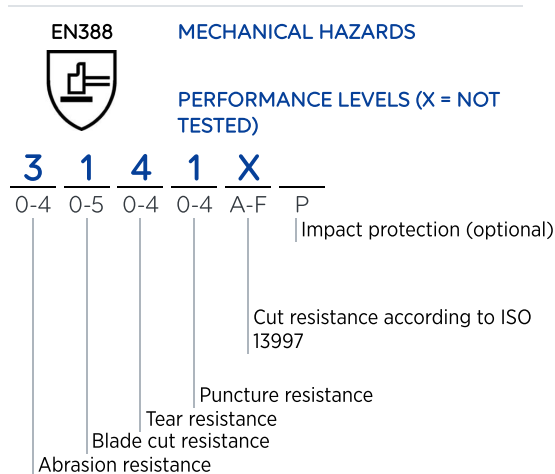 EN388
MECHANICAL HAZARDS
PERFORMANCE LEVELS (X = NOT
TESTED)
3 1 4 1 X
0-4 0-5 0-4 0-4 A-F P
Impact protection (optional)
Cut resistance according to ISO
13997
Puncture resistance
Tear resistance
Blade cut resistance
Abrasion resistance